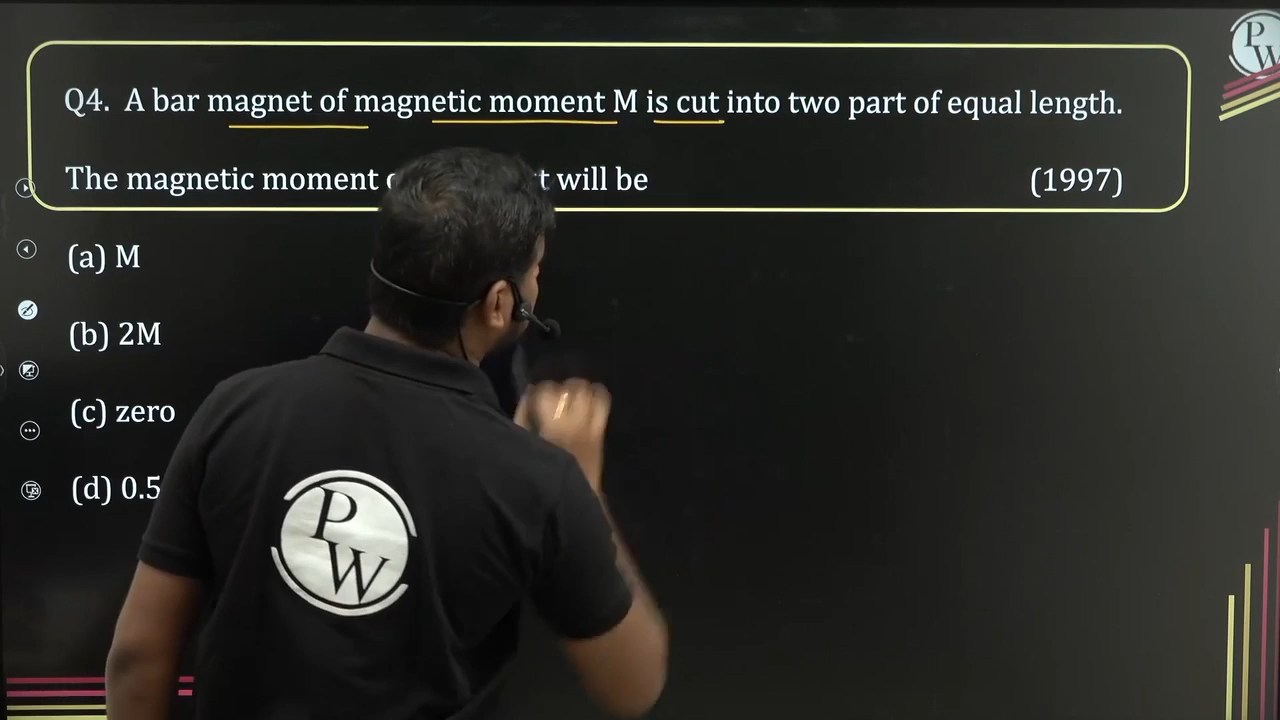 Q4. A bar magnet of magnetic moment M is cut into two part of equal length.
The magnetic moment will be (1997)
(a) M
(b) 2M
(c) zero
(d) 0.5
PW
PW